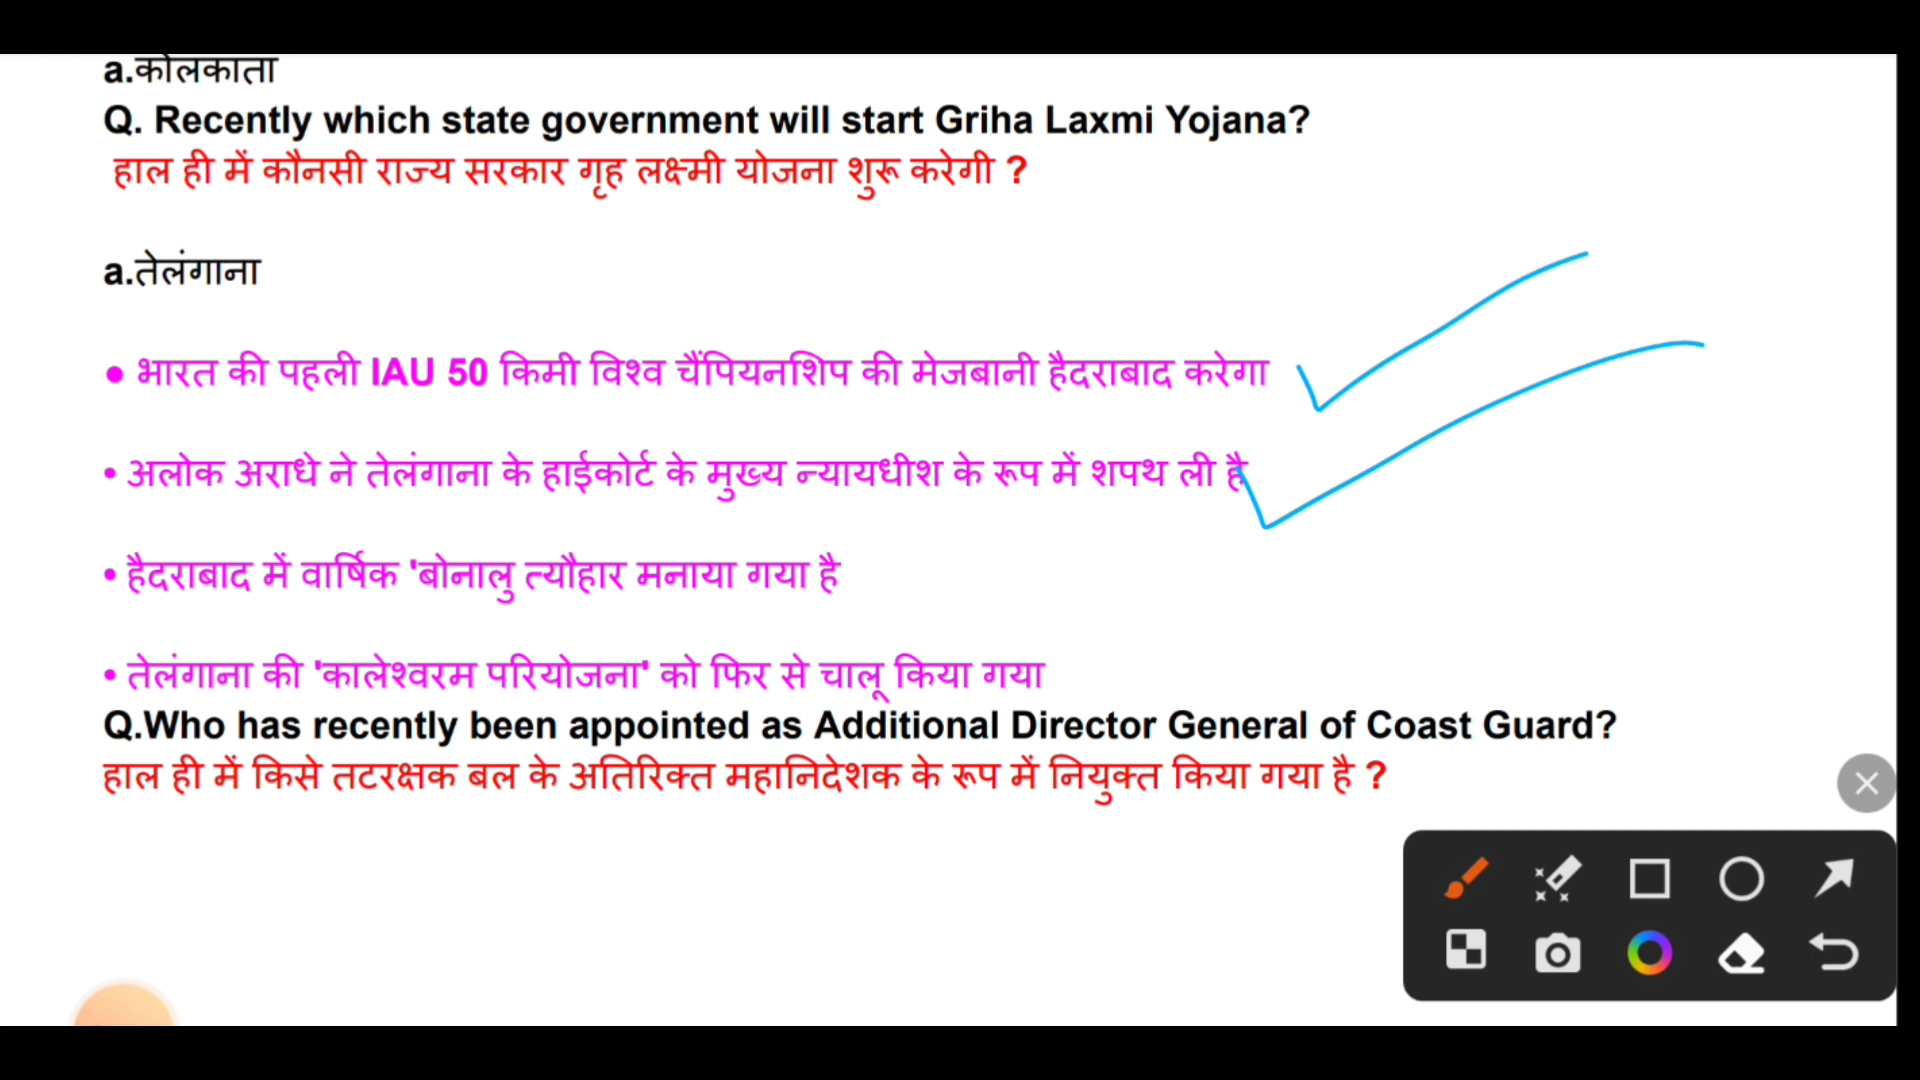 a.कोलकाता
Q. Recently which state government will start Griha Laxmi Yojana?
हाल ही में कौनसी राज्य सरकार गृह लक्ष्मी योजना शुरू करेगी ?
a.तेलंगाना
● भारत की पहली IAU 50 किमी विश्व चैंपियनशिप की मेजबानी हैदराबाद करेगा
• अलोक अराधे ने तेलंगाना के हाईकोर्ट के मुख्य न्यायधीश के रूप में शपथ ली है
• हैदराबाद में वार्षिक 'बोनालु त्यौहार मनाया गया है
• तेलंगाना की 'कालेश्वरम परियोजना' को फिर से चालू किया गया
Q.Who has recently been appointed as Additional Director General of Coast Guard?
हाल ही में किसे तटरक्षक बल के अतिरिक्त महानिदेशक के रूप में नियुक्त किया गया है ?